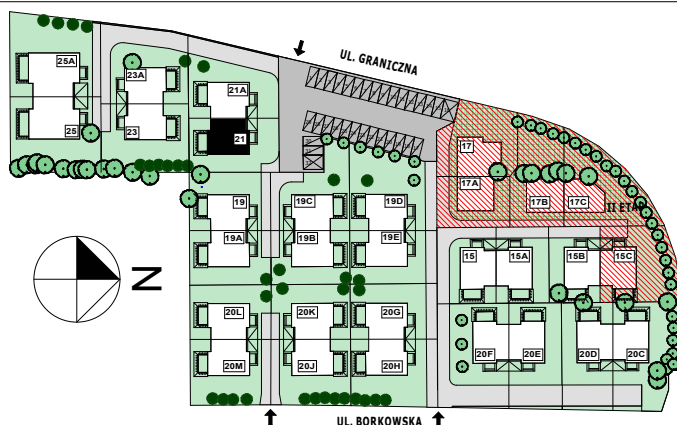 UL. GRANICZNA
25A
23A
21A
25
23
21
17
17A
17B
17C
II ETAP
19
19C
19D
19A
19B
19E
15
15A
15B
15C
N
20L
20K
20G
20F
20E
20D
20C
20M
20J
20H
UL. BORKOWSKA